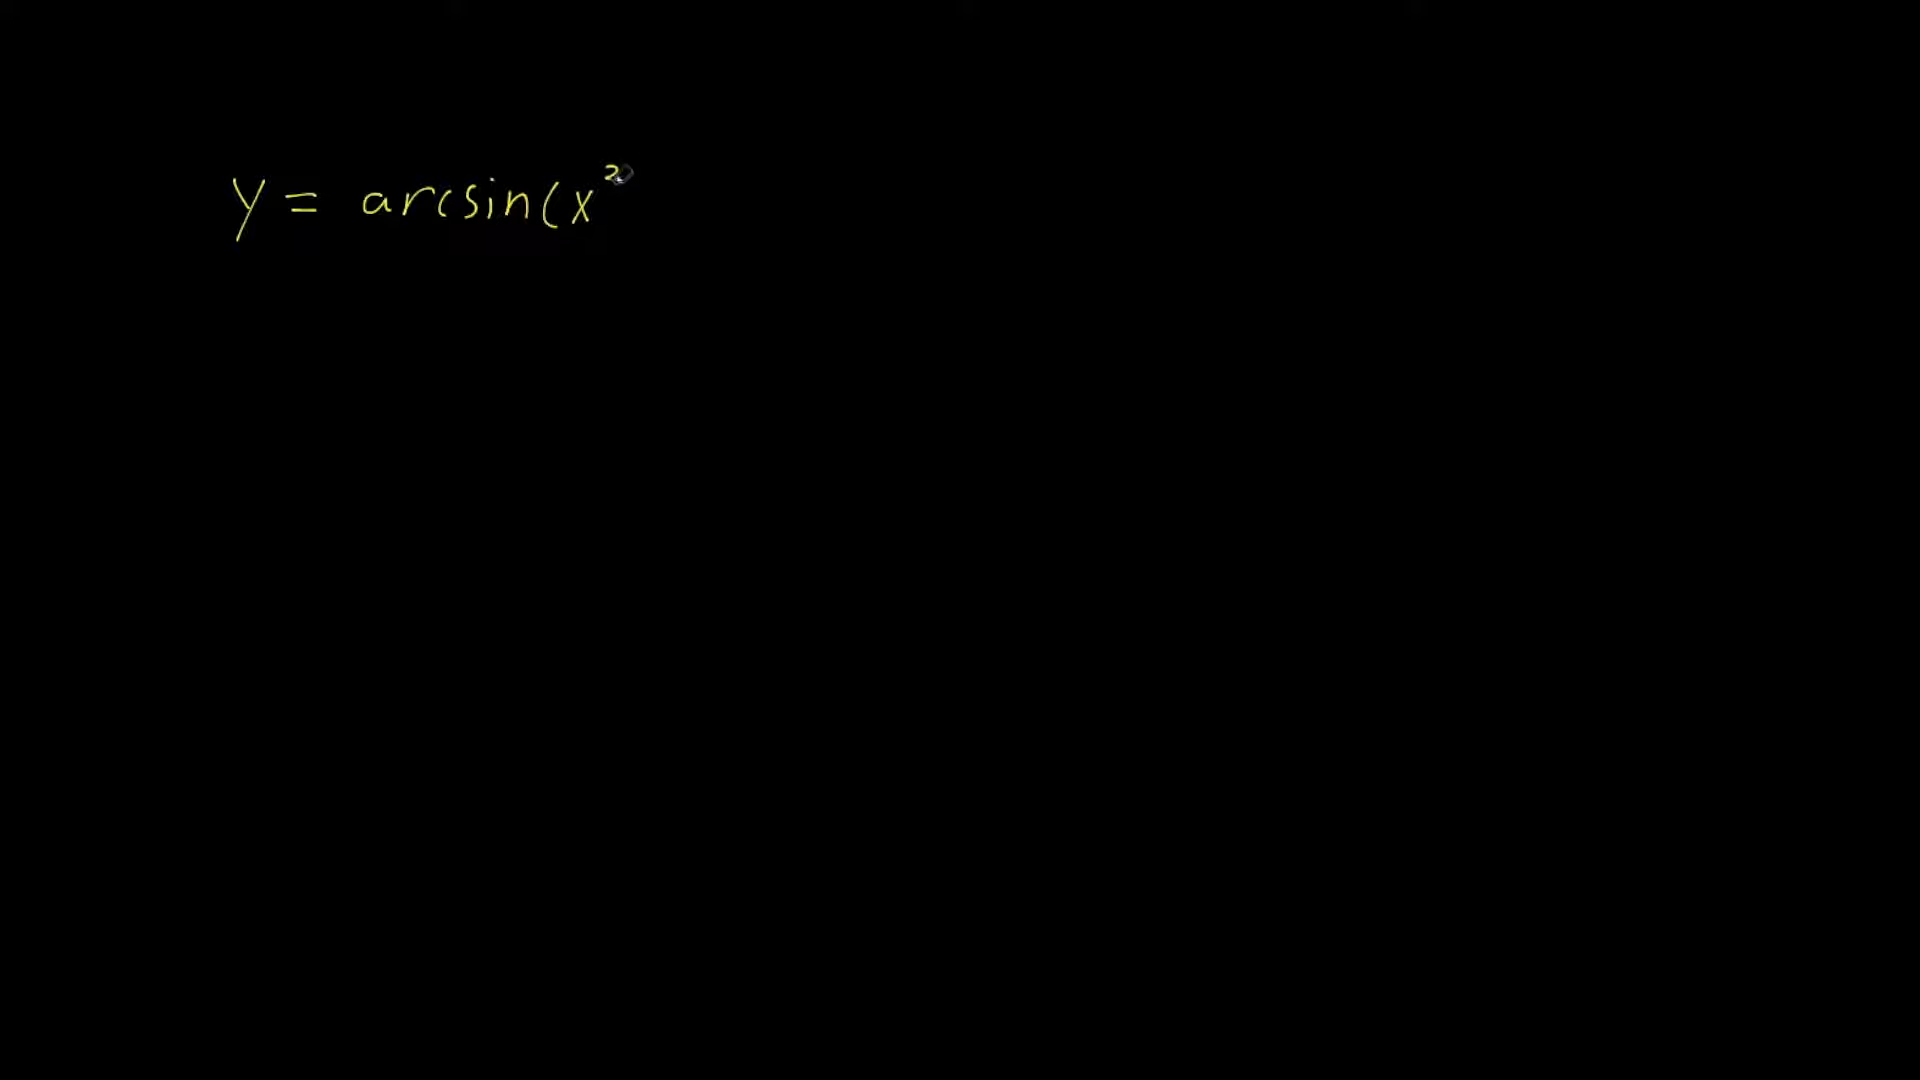 y = arcsin(x²